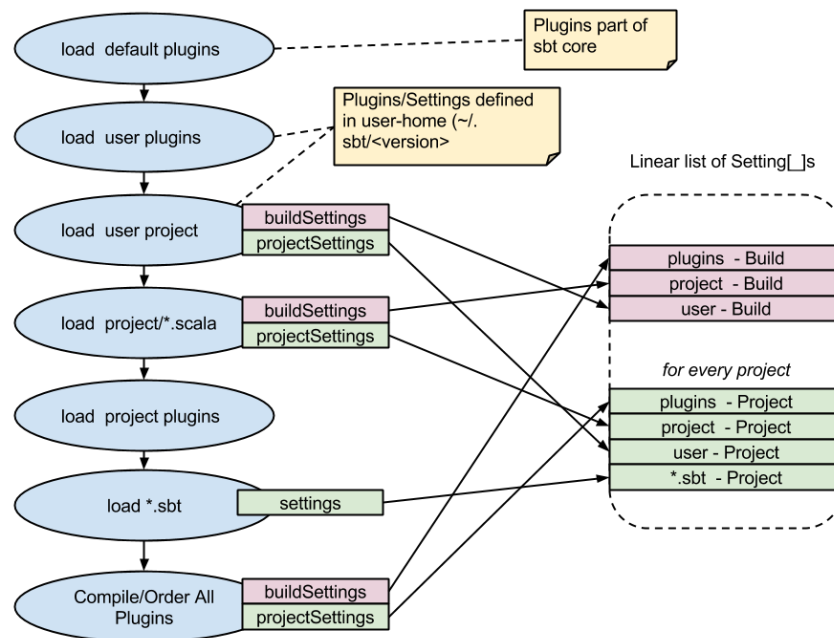 load default plugins
Plugins part of
sbt core
load user plugins
Plugins/Settings defined
in user-home (~/.
sbt/<version>
Linear list of Setting[_]s
load user project
buildSettings
projectSettings
plugins - Build
project - Build
user - Build
load project/*.scala
buildSettings
projectSettings
for every project
plugins - Project
project - Project
user - Project
*.sbt - Project
load project plugins
load *.sbt
settings
Compile/Order All
Plugins
buildSettings
projectSettings